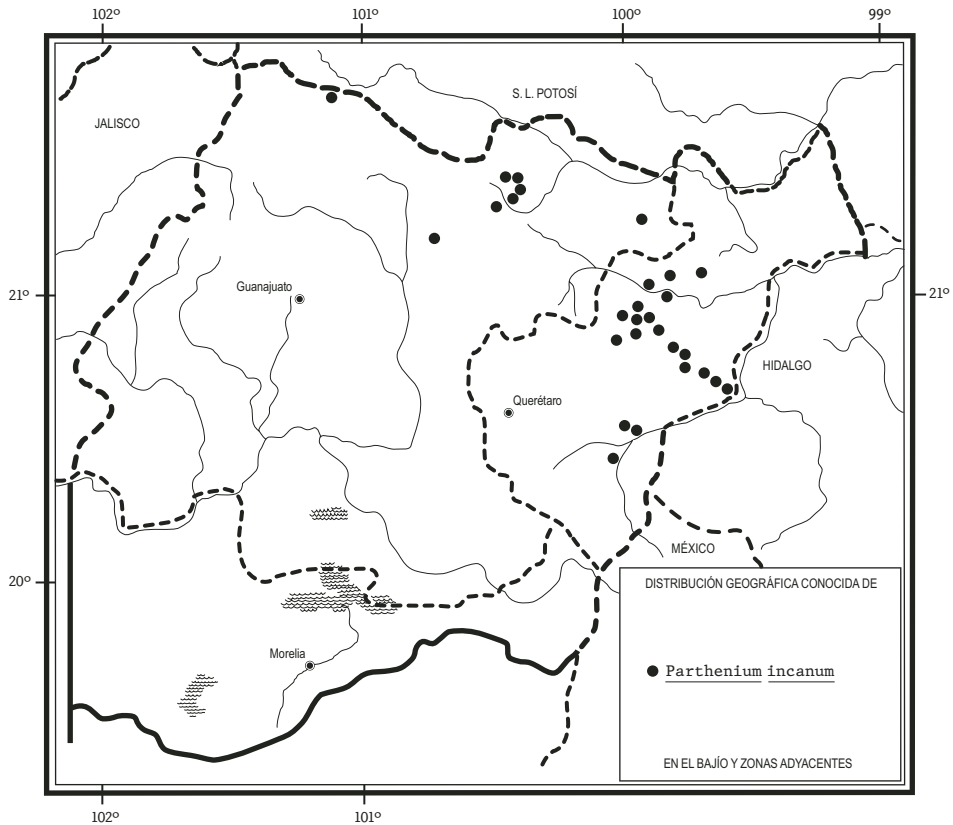 102º 101º 100º 99º
S. L. POTOSÍ
JALISCO
Guanajuato
21º 21º
HIDALGO
Querétaro
MÉXICO
20º
DISTRIBUCIÓN GEOGRÁFICA CONOCIDA DE
Morelia
Parthenium incanum
EN EL BAJÍO Y ZONAS ADYACENTES
102º 101º